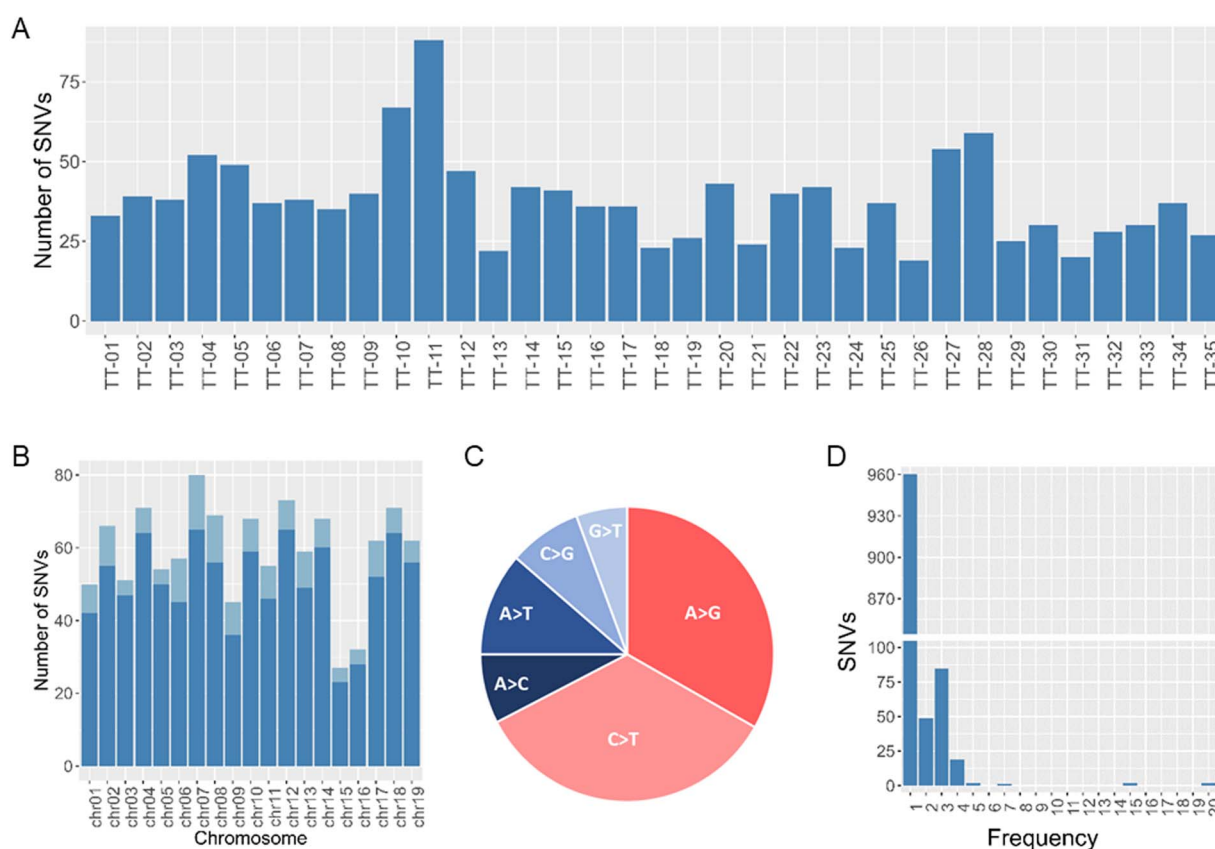 A
Number of SNVs
75
50
25
0
TT-01
TT-02
TT-03
TT-04
TT-05
TT-06
TT-07
TT-08
TT-09
TT-10
TT-11
TT-12
TT-13
TT-14
TT-15
TT-16
TT-17
TT-18
TT-19
TT-20
TT-21
TT-22
TT-23
TT-24
TT-25
TT-26
TT-27
TT-28
TT-29
TT-30
TT-31
TT-32
TT-33
TT-34
TT-35
B
Number of SNVs
80
60
40
20
0
chr01
chr02
chr03
chr04
chr05
chr06
chr07
chr08
chr09
chr10
chr11
chr12
chr13
chr14
chr15
chr16
chr17
chr18
chr19
Chromosome
C
G>T
C>G
A>T
A>C
A>G
C>T
D
SNVs
960
930
900
870
100
75
50
25
0
1
2
3
4
5
6
7
8
9
10
11
12
13
14
15
16
17
18
19
20
Frequency